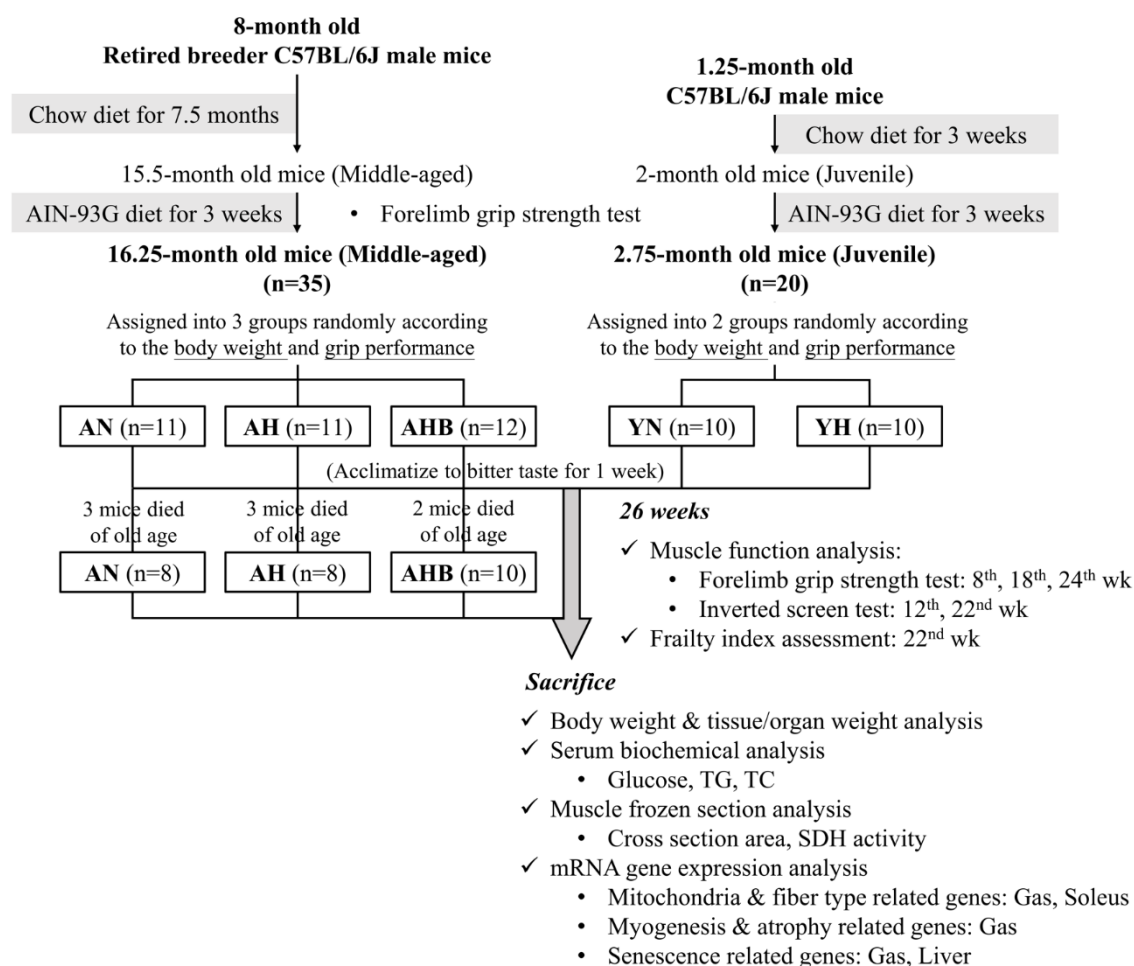 8-month old
Retired breeder C57BL/6J male mice
1.25-month old
C57BL/6J male mice
Chow diet for 7.5 months
Chow diet for 3 weeks
15.5-month old mice (Middle-aged)
2-month old mice (Juvenile)
AIN-93G diet for 3 weeks
• Forelimb grip strength test
AIN-93G diet for 3 weeks
16.25-month old mice (Middle-aged)
(n=35)
2.75-month old mice (Juvenile)
(n=20)
Assigned into 3 groups randomly according
to the body weight and grip performance
Assigned into 2 groups randomly according
to the body weight and grip performance
AN (n=11)
AH (n=11)
AHB (n=12)
YN (n=10)
YH (n=10)
(Acclimatize to bitter taste for 1 week)
3 mice died
of old age
3 mice died
of old age
2 mice died
of old age
AN (n=8)
AH (n=8)
AHB (n=10)
26 weeks
✓ Muscle function analysis:
• Forelimb grip strength test: 8th, 18th, 24th wk
• Inverted screen test: 12th, 22nd wk
✓ Frailty index assessment: 22nd wk
Sacrifice
✓ Body weight & tissue/organ weight analysis
✓ Serum biochemical analysis
• Glucose, TG, TC
✓ Muscle frozen section analysis
• Cross section area, SDH activity
✓ mRNA gene expression analysis
• Mitochondria & fiber type related genes: Gas, Soleus
• Myogenesis & atrophy related genes: Gas
• Senescence related genes: Gas, Liver